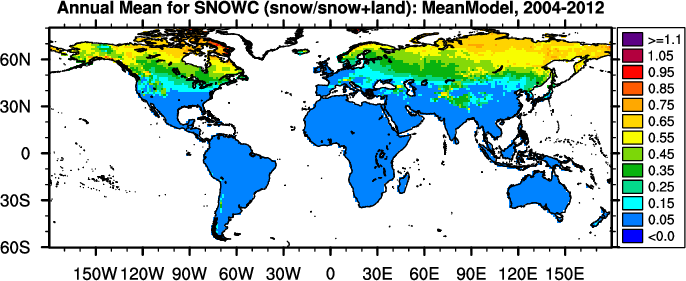 Annual Mean for SNOWC (snow/snow+land): MeanModel, 2004-2012
60N
30N
0
30S
60S
150W 120W 90W 60W 30W 0 30E 60E 90E 120E 150E
>=1.1
1.05
0.95
0.85
0.75
0.65
0.55
0.45
0.35
0.25
0.15
0.05
<0.0